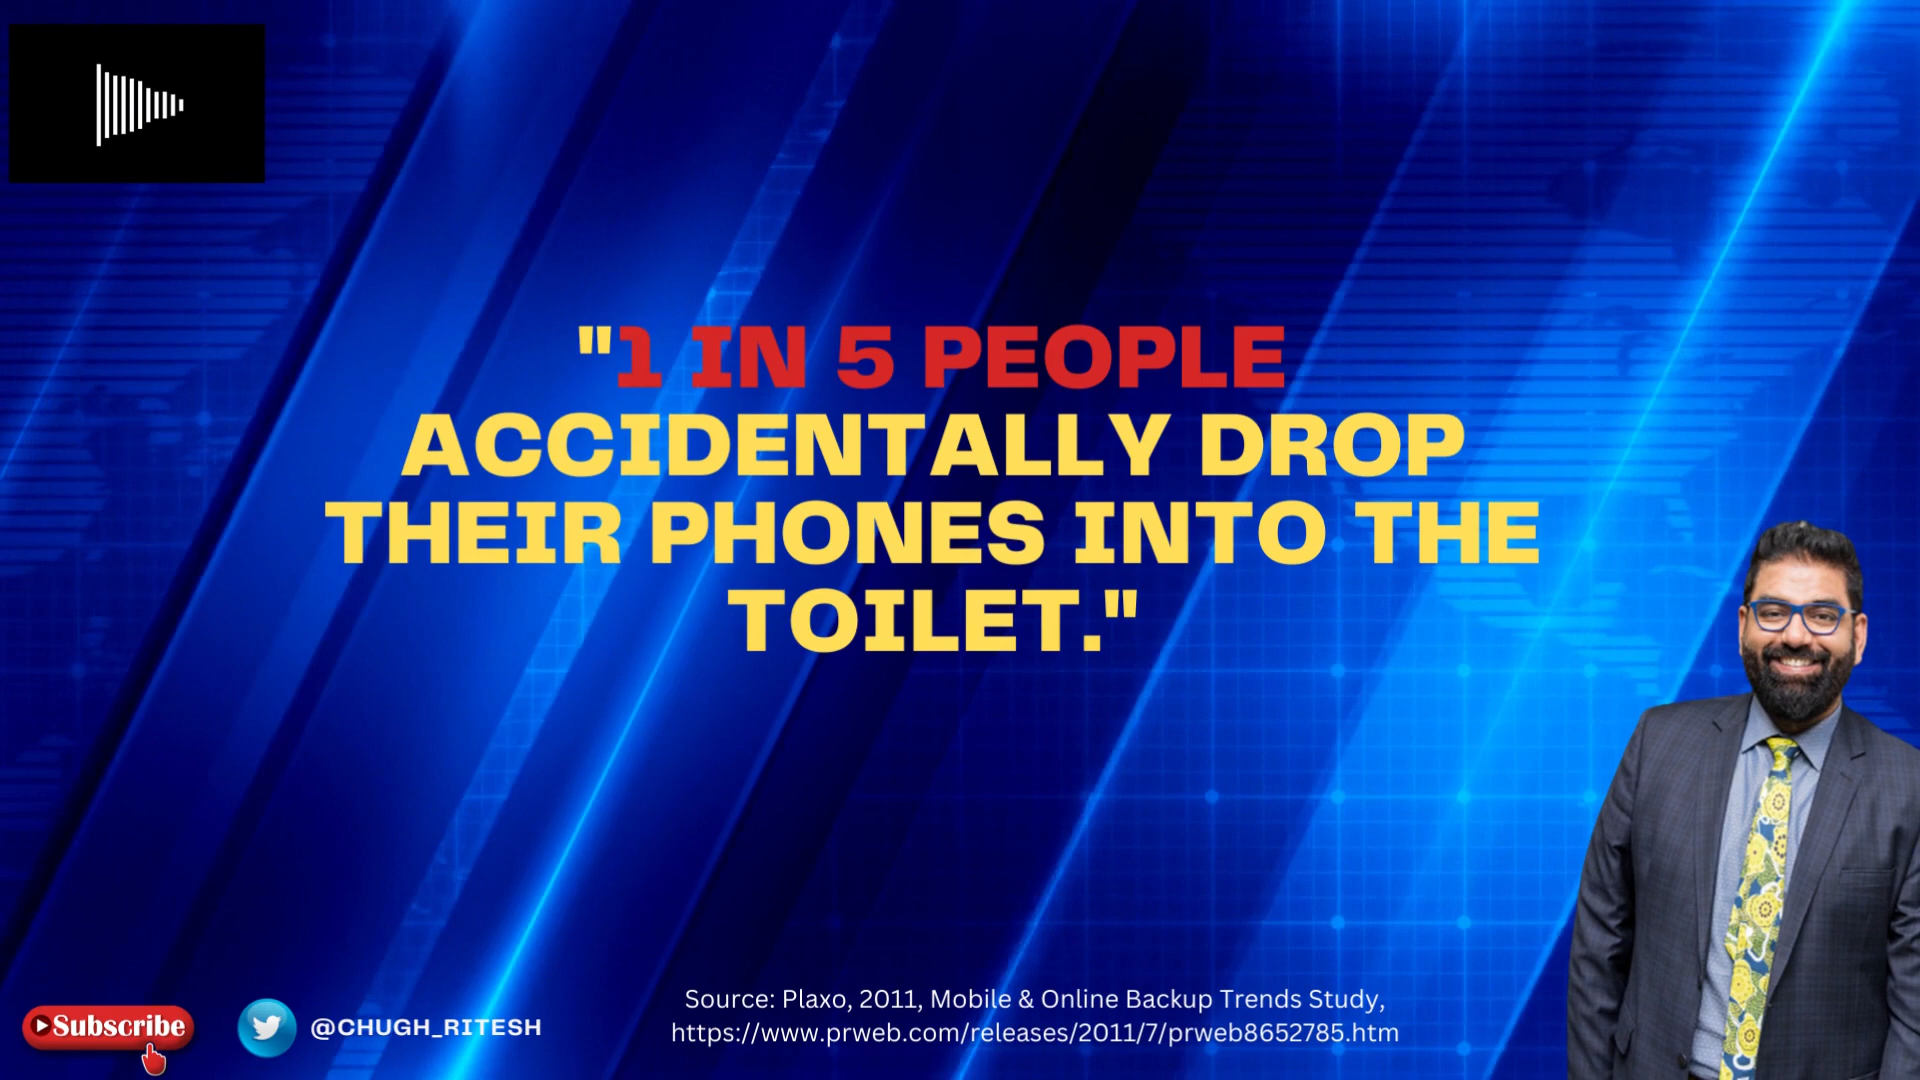 "1 IN 5 PEOPLE
ACCIDENTALLY DROP
THEIR PHONES INTO THE
TOILET."
Subscribe
@CHUGH_RITESH
Source: Plaxo, 2011, Mobile & Online Backup Trends Study,
https://www.prweb.com/releases/2011/7/prweb8652785.htm